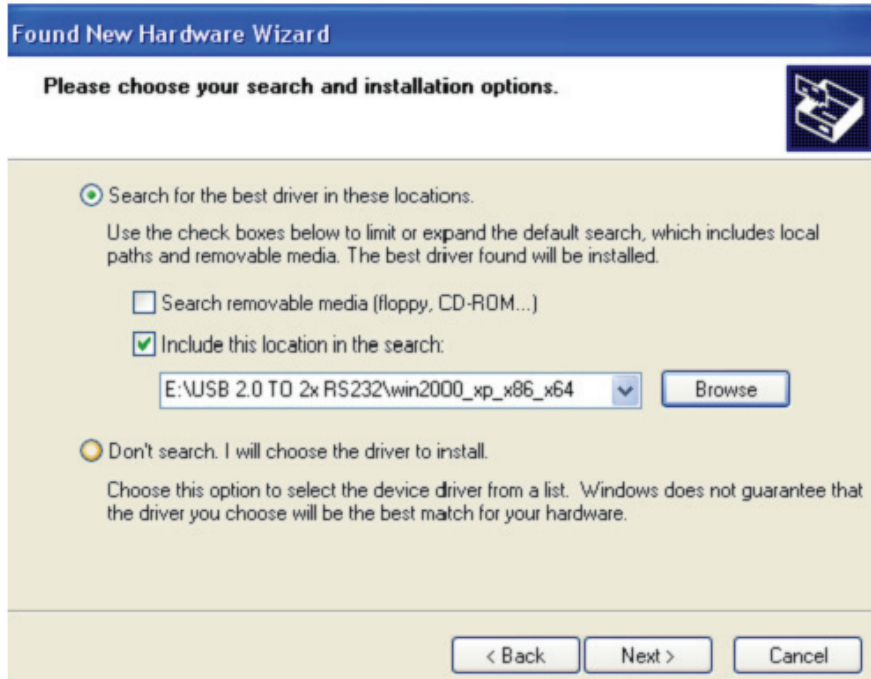 Found New Hardware Wizard
Please choose your search and installation options.
Search for the best driver in these locations.
Use the check boxes below to limit or expand the default search, which includes local
paths and removable media. The best driver found will be installed.
Search removable media (floppy, CD-ROM...)
Include this location in the search:
E:\USB 2.0 TO 2x RS232\win2000_xp_x86_x64
Browse
Don't search. I will choose the driver to install.
Choose this option to select the device driver from a list. Windows does not guarantee that
the driver you choose will be the best match for your hardware.
< Back Next > Cancel